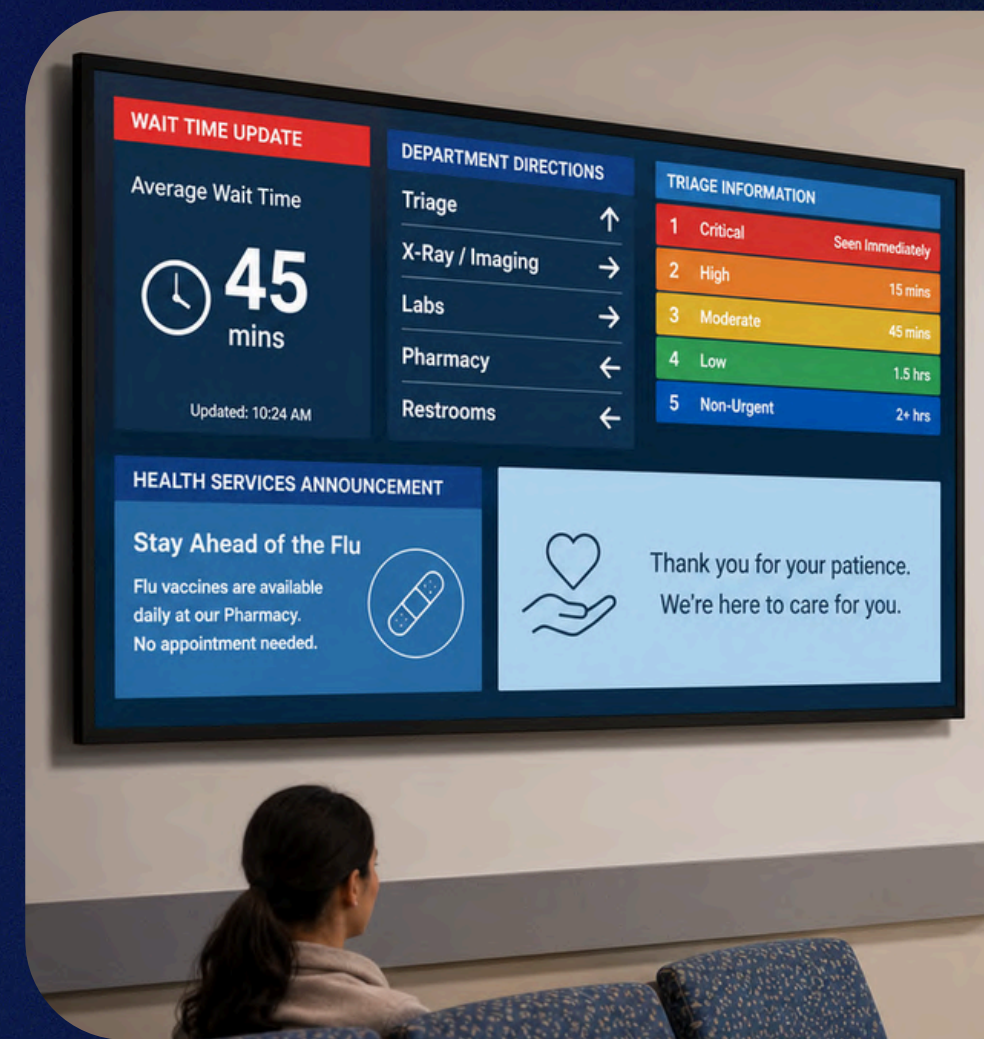 WAIT TIME UPDATE
Average Wait Time
45
mins
Updated: 10:24 AM
DEPARTMENT DIRECTIONS
Triage ↑
X-Ray / Imaging →
Labs →
Pharmacy ←
Restrooms ←
TRIAGE INFORMATION
1 Critical Seen Immediately
2 High 15 mins
3 Moderate 45 mins
4 Low 1.5 hrs
5 Non-Urgent 2+ hrs
HEALTH SERVICES ANNOUNCEMENT
Stay Ahead of the Flu
Flu vaccines are available
daily at our Pharmacy.
No appointment needed.
Thank you for your patience.
We're here to care for you.